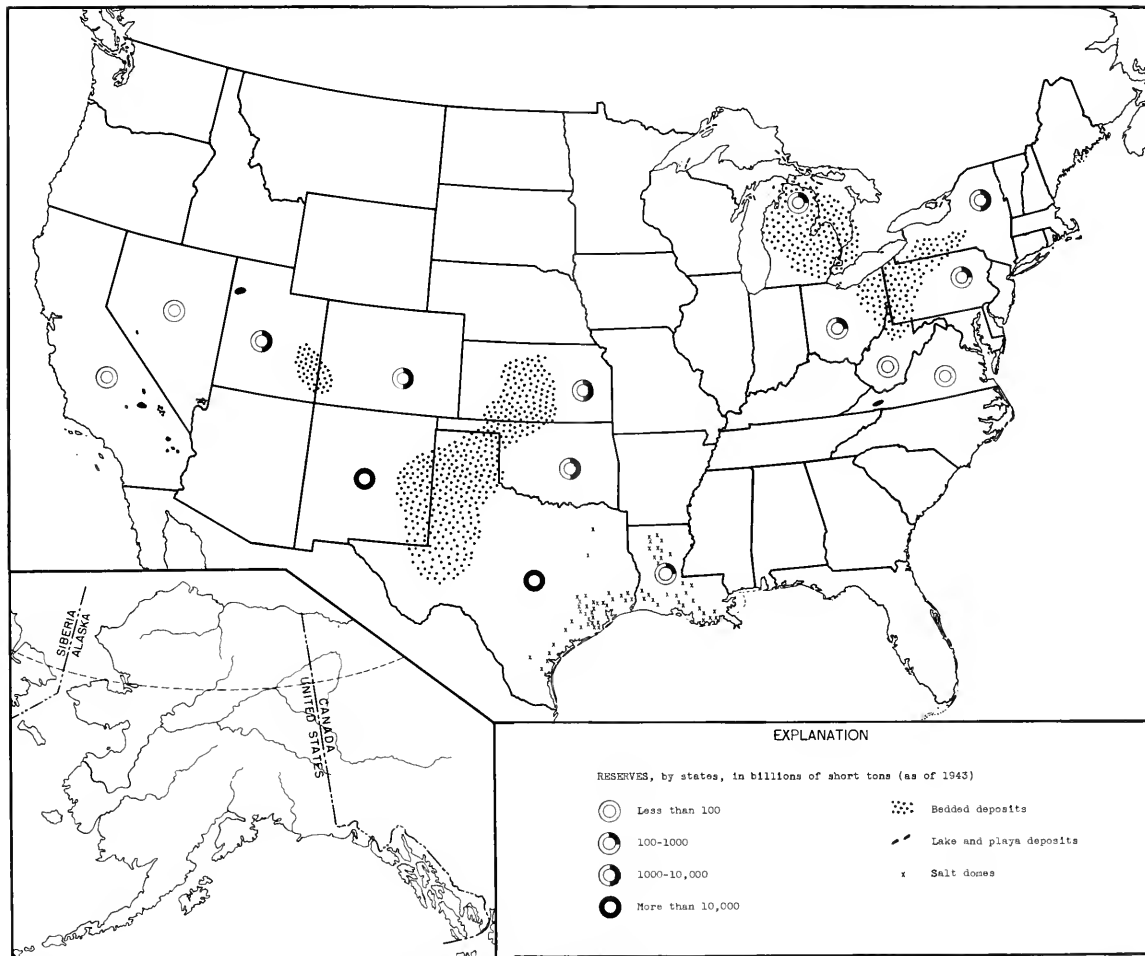 SIBERIA
ALASKA
CANADA
UNITED STATES
EXPLANATION
RESERVES, by states, in billions of short tons (as of 1943)
Less than 100
100-1000
1000-10,000
More than 10,000
Bedded deposits
Lake and playa deposits
x Salt domes